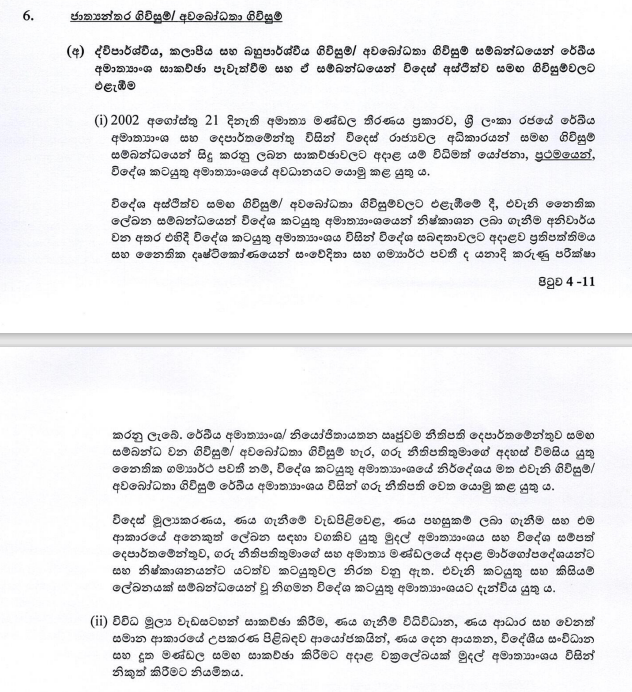 6. ජාත්‍යන්තර ගිවිසුම්/ අවබෝධතා ගිවිසුම්
(අ) ද්විපාර්ශ්වීය, කලාපීය සහ බහුපාර්ශ්වීය ගිවිසුම්/ අවබෝධතා ගිවිසුම් සම්බන්ධයෙන් රේඛීය
අමාත්‍යාංශ සාකච්ඡා පැවැත්වීම සහ ඒ සම්බන්ධයෙන් විදෙස් අස්ථිත්ව සමඟ ගිවිසුම්වලට
එළැඹීම
(i) 2002 අගෝස්තු 21 දිනැති අමාත්‍ය මණ්ඩල තීරණය ප්‍රකාරව, ශ්‍රී ලංකා රජයේ රේඛීය
අමාත්‍යාංශ සහ දෙපාර්තමේන්තු විසින් විදෙස් රාජ්‍යවල අධිකාරයන් සමඟ ගිවිසුම්
සම්බන්ධයෙන් සිදු කරනු ලබන සාකච්ඡාවලට අදාළ යම් විධිමත් යෝජනා, ප්‍රථමයෙන්,
විදේශ කටයුතු අමාත්‍යාංශයේ අවධානයට යොමු කළ යුතු ය.
විදේශ අස්ථිත්ව සමඟ ගිවිසුම්/ අවබෝධතා ගිවිසුම්වලට එළැඹීමේ දී, එවැනි නෛතික
ලේඛන සම්බන්ධයෙන් විදේශ කටයුතු අමාත්‍යාංශයෙන් නිෂ්කාශන ලබා ගැනීම අනිවාර්ය
වන අතර එහිදී විදේශ කටයුතු අමාත්‍යාංශය විසින් විදේශ සබඳතාවලට අදාළව ප්‍රතිපත්තිමය
සහ නෛතික දෘෂ්ටිකෝණයෙන් සංවේදිතා සහ ගම්‍යාර්ථ පවතී ද යනාදි කරුණු පරීක්ෂා
පිටුව 4 -11
කරනු ලැබේ. රේඛීය අමාත්‍යාංශ/ නියෝජිතායතන සෘජුවම නීතිපති දෙපාර්තමේන්තුව සමඟ
සම්බන්ධ වන ගිවිසුම්/ අවබෝධතා ගිවිසුම් හැර, ගරු නීතිපතිතුමාගේ අදහස් විමසිය යුතු
නෛතික ගම්‍යාර්ථ පවතී නම්, විදේශ කටයුතු අමාත්‍යාංශයේ නිර්දේශය මත එවැනි ගිවිසුම්/
අවබෝධතා ගිවිසුම් රේඛීය අමාත්‍යාංශය විසින් ගරු නීතිපති වෙත යොමු කළ යුතු ය.
විදෙස් මූල්‍යකරණය, ණය ගැනීමේ වැඩපිළිවෙළ, ණය පහසුකම් ලබා ගැනීම සහ එම
ආකාරයේ අනෙකුත් ලේඛන සඳහා වගකිව යුතු මුදල් අමාත්‍යාංශය සහ විදේශ සම්පත්
දෙපාර්තමේන්තුව, ගරු නීතිපතිතුමාගේ සහ අමාත්‍ය මණ්ඩලයේ අදාළ මාර්ගෝපදේශයන්ට
සහ නිෂ්කාශනයන්ට යටත්ව කටයුතුවල නිරත වනු ඇත. එවැනි කටයුතු සහ කිසියම්
ලේඛනයක් සම්බන්ධයෙන් වූ නිගමන විදේශ කටයුතු අමාත්‍යාංශයට දැන්විය යුතු ය.
(ii) විවිධ මූල්‍ය වැඩසටහන් සාකච්ඡා කිරීම, ණය ගැනීම් විධිවිධාන, ණය ආධාර සහ වෙනත්
සමාන ආකාරයේ උපකරණ පිළිබඳව ආයෝජකයින්, ණය දෙන ආයතන, විදේශීය සංවිධාන
සහ දූත මණ්ඩල සමඟ සාකච්ඡා කිරීමට අදාළ චක්‍රලේඛයක් මුදල් අමාත්‍යාංශය විසින්
නිකුත් කිරීමට නියමිතය.